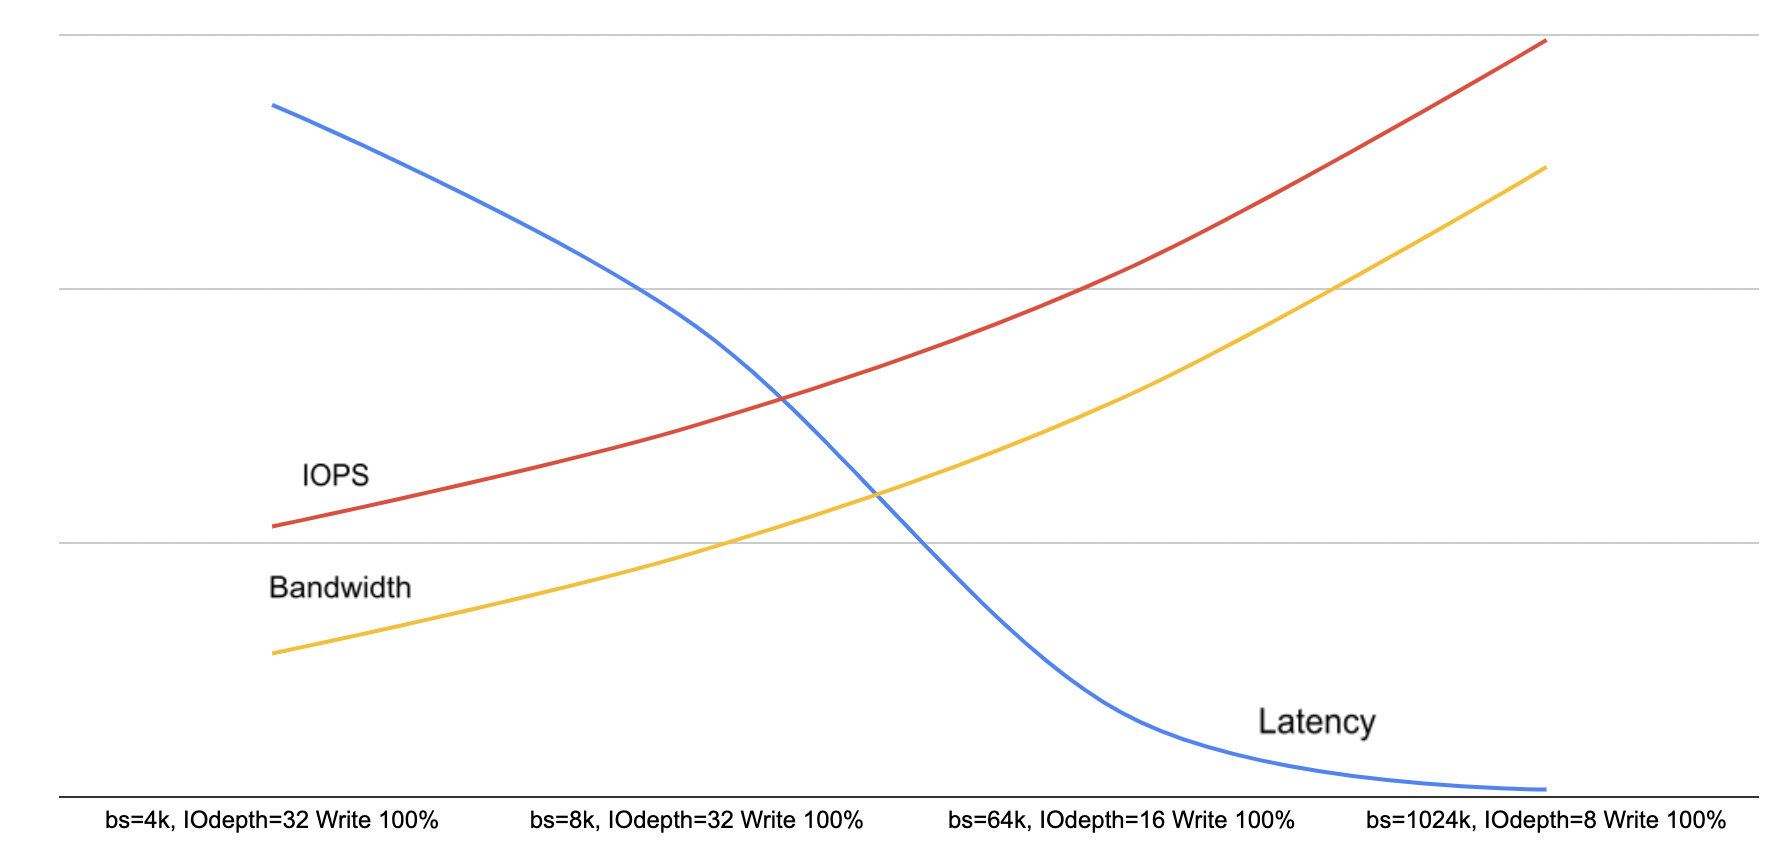 IOPS
Bandwidth
Latency
bs=4k, IOdepth=32 Write 100%
bs=8k, IOdepth=32 Write 100%
bs=64k, IOdepth=16 Write 100%
bs=1024k, IOdepth=8 Write 100%